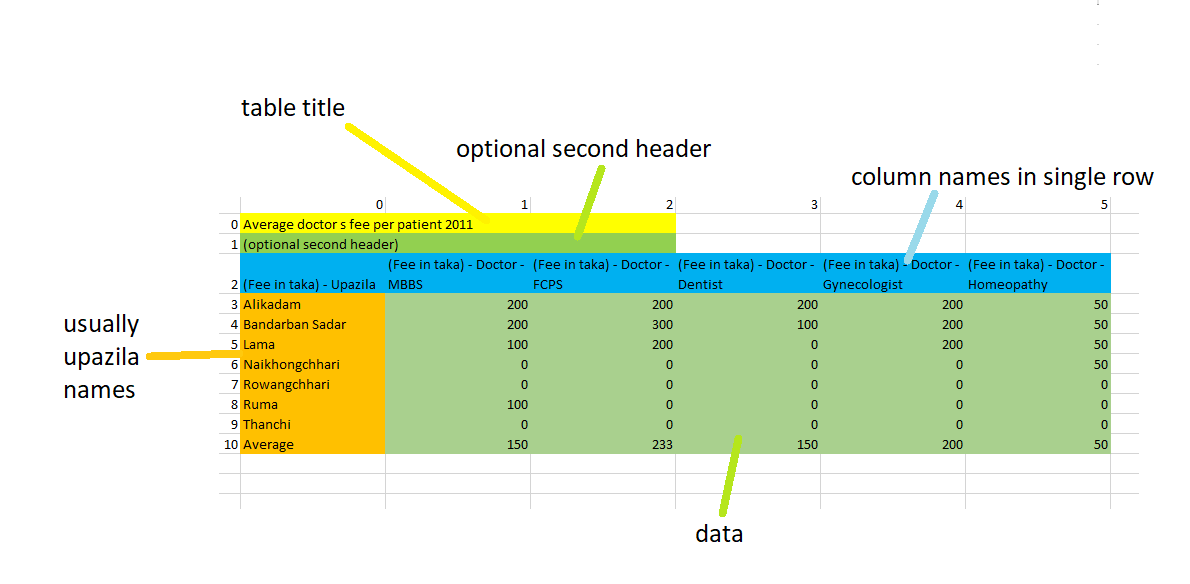 table title
optional second header
column names in single row
0 1 2 3 4 5
0 Average doctor s fee per patient 2011
1 (optional second header)
(Fee in taka) - Doctor - (Fee in taka) - Doctor - (Fee in taka) - Doctor - (Fee in taka) - Doctor - (Fee in taka) - Doctor -
2 (Fee in taka) - Upazila MBBS FCPS Dentist Gynecologist Homeopathy
3 Alikadam 200 200 200 200 50
4 Bandarban Sadar 200 300 100 200 50
5 Lama 100 200 0 200 50
6 Naikhongchhari 0 0 0 0 50
7 Rowangchhari 0 0 0 0 0
8 Ruma 100 0 0 0 0
9 Thanchi 0 0 0 0 0
10 Average 150 233 150 200 50
usually
upazila
names
data